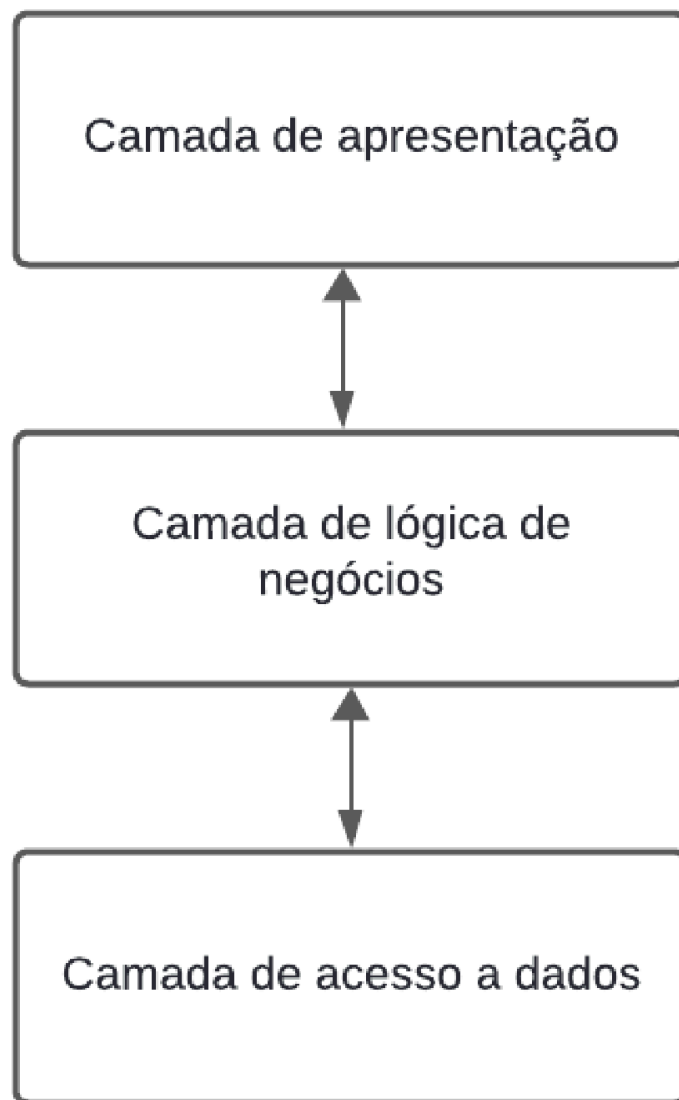 Camada de apresentação
Camada de lógica de
negócios
Camada de acesso a dados